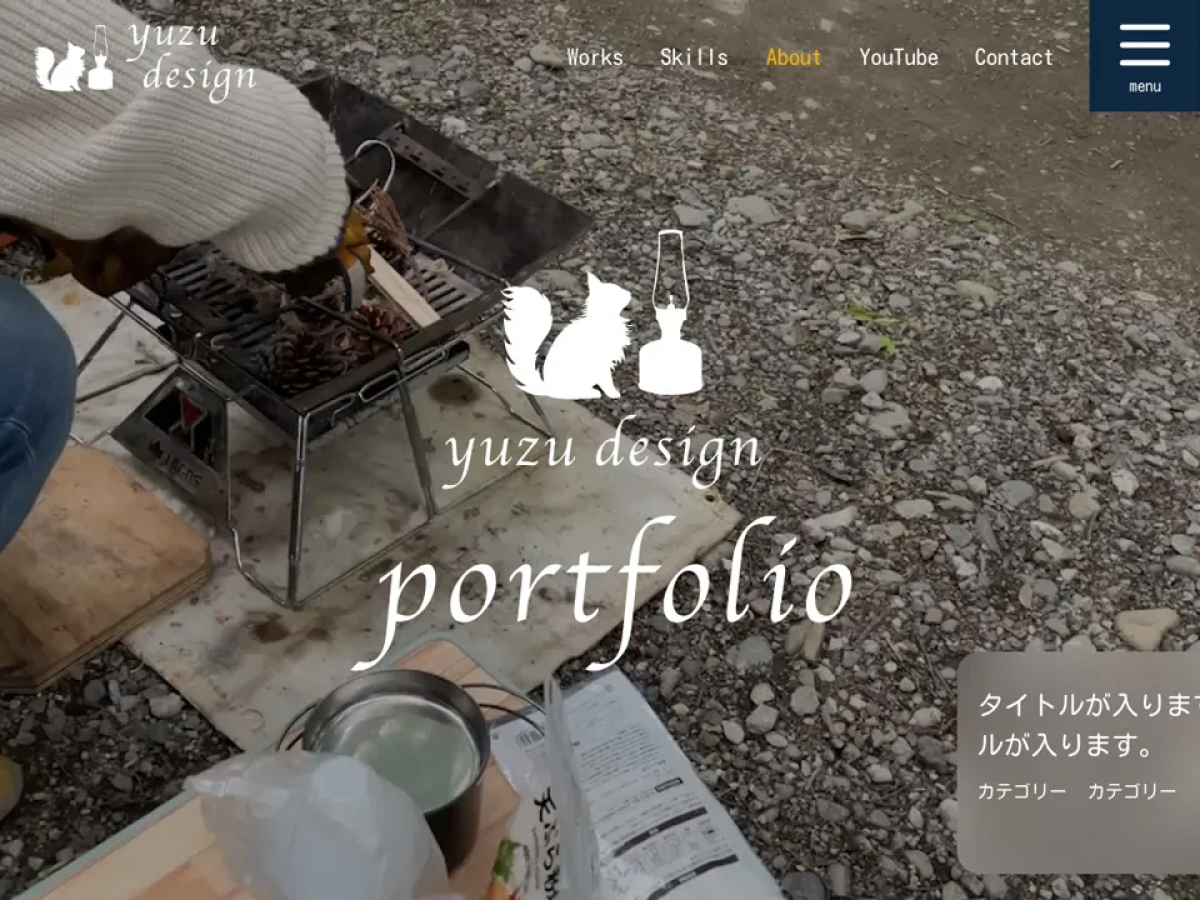 yuzu
design
Works Skills About YouTube Contact
menu
yuzu design
portfolio
タイトルが入ります
ルが入ります。
カテゴリー カテゴリー